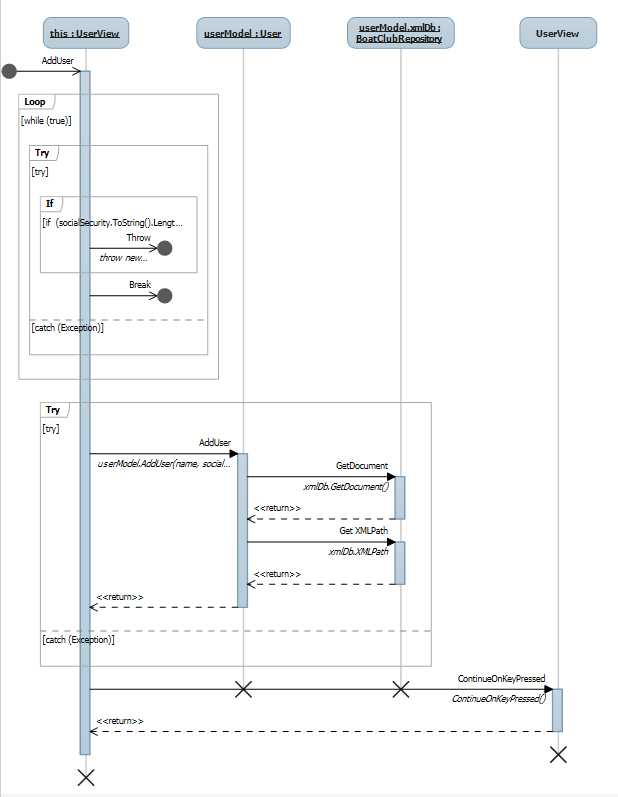 this : UserView
userModel : User
userModel.xmlDb :
BoatClubRepository
UserView
AddUser
Loop
[while (true)]
Try
[try]
If
[if (socialSecurity.ToString().Lengt...
Throw
throw new...
Break
[catch (Exception)]
Try
[try]
AddUser
userModel.AddUser(name, social...
GetDocument
xmlDb.GetDocument()
<<return>>
Get XMLPath
xmlDb.XMLPath
<<return>>
<<return>>
[catch (Exception)]
ContinueOnKeyPressed
ContinueOnKeyPressed()
<<return>>